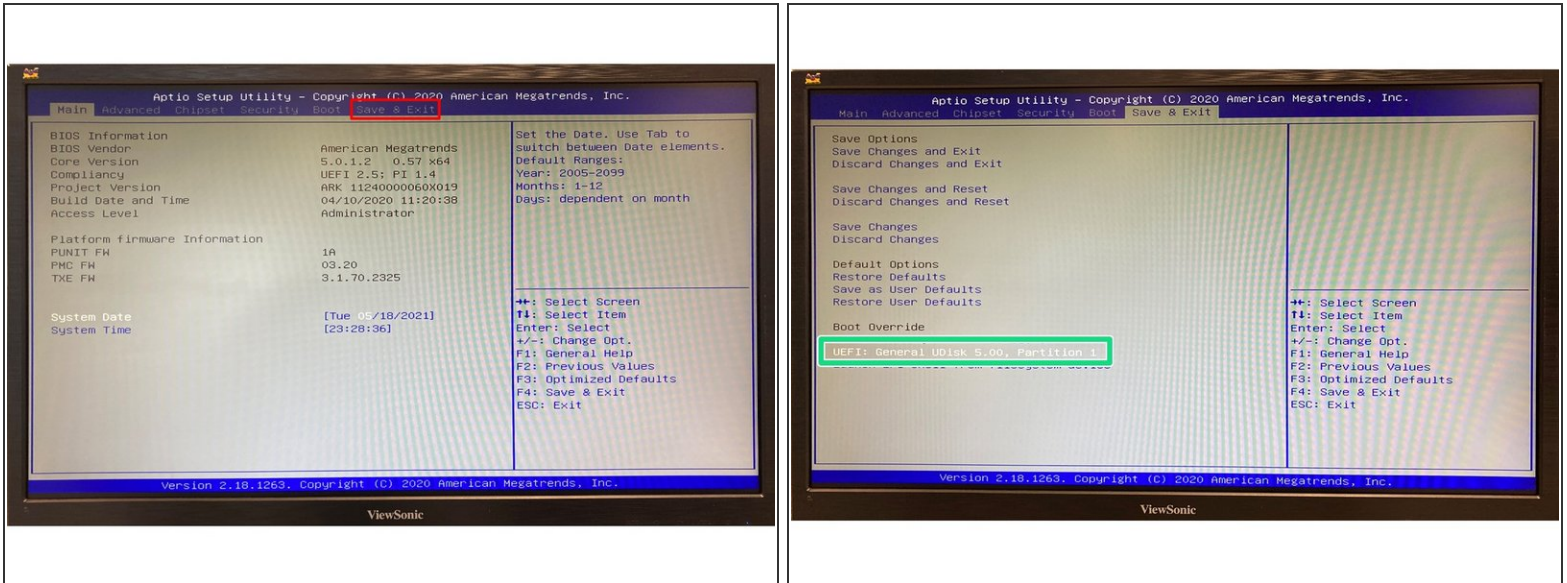 Aptio Setup Utility - Copyright (C) 2020 American Megatrends, Inc.
Main Advanced Chipset Security Boot Save & Exit
BIOS Information
BIOS Vendor American Megatrends
Core Version 5.0.1.2 0.57 x64
Compliancy UEFI 2.5; PI 1.4
Project Version ARK 11240000060X019
Build Date and Time 04/10/2020 11:20:38
Access Level Administrator
Platform firmware Information
PUNIT FW 1A
PMC FW 03.20
TXE FW 3.1.70.2325
System Date [Tue 05/18/2021]
System Time [23:28:36]
Set the Date. Use Tab to
switch between Date elements.
Default Ranges:
Year: 2005-2099
Months: 1-12
Days: dependent on month
→←: Select Screen
↑↓: Select Item
Enter: Select
+/-: Change Opt.
F1: General Help
F2: Previous Values
F3: Optimized Defaults
F4: Save & Exit
ESC: Exit
Version 2.18.1263. Copyright (C) 2020 American Megatrends, Inc.
ViewSonic
Aptio Setup Utility - Copyright (C) 2020 American Megatrends, Inc.
Main Advanced Chipset Security Boot Save & Exit
Save Options
Save Changes and Exit
Discard Changes and Exit
Save Changes and Reset
Discard Changes and Reset
Save Changes
Discard Changes
Default Options
Restore Defaults
Save as User Defaults
Restore User Defaults
Boot Override
UEFI: General UDisk 5.00, Partition 1
→←: Select Screen
↑↓: Select Item
Enter: Select
+/-: Change Opt.
F1: General Help
F2: Previous Values
F3: Optimized Defaults
F4: Save & Exit
ESC: Exit
Version 2.18.1263. Copyright (C) 2020 American Megatrends, Inc.
ViewSonic